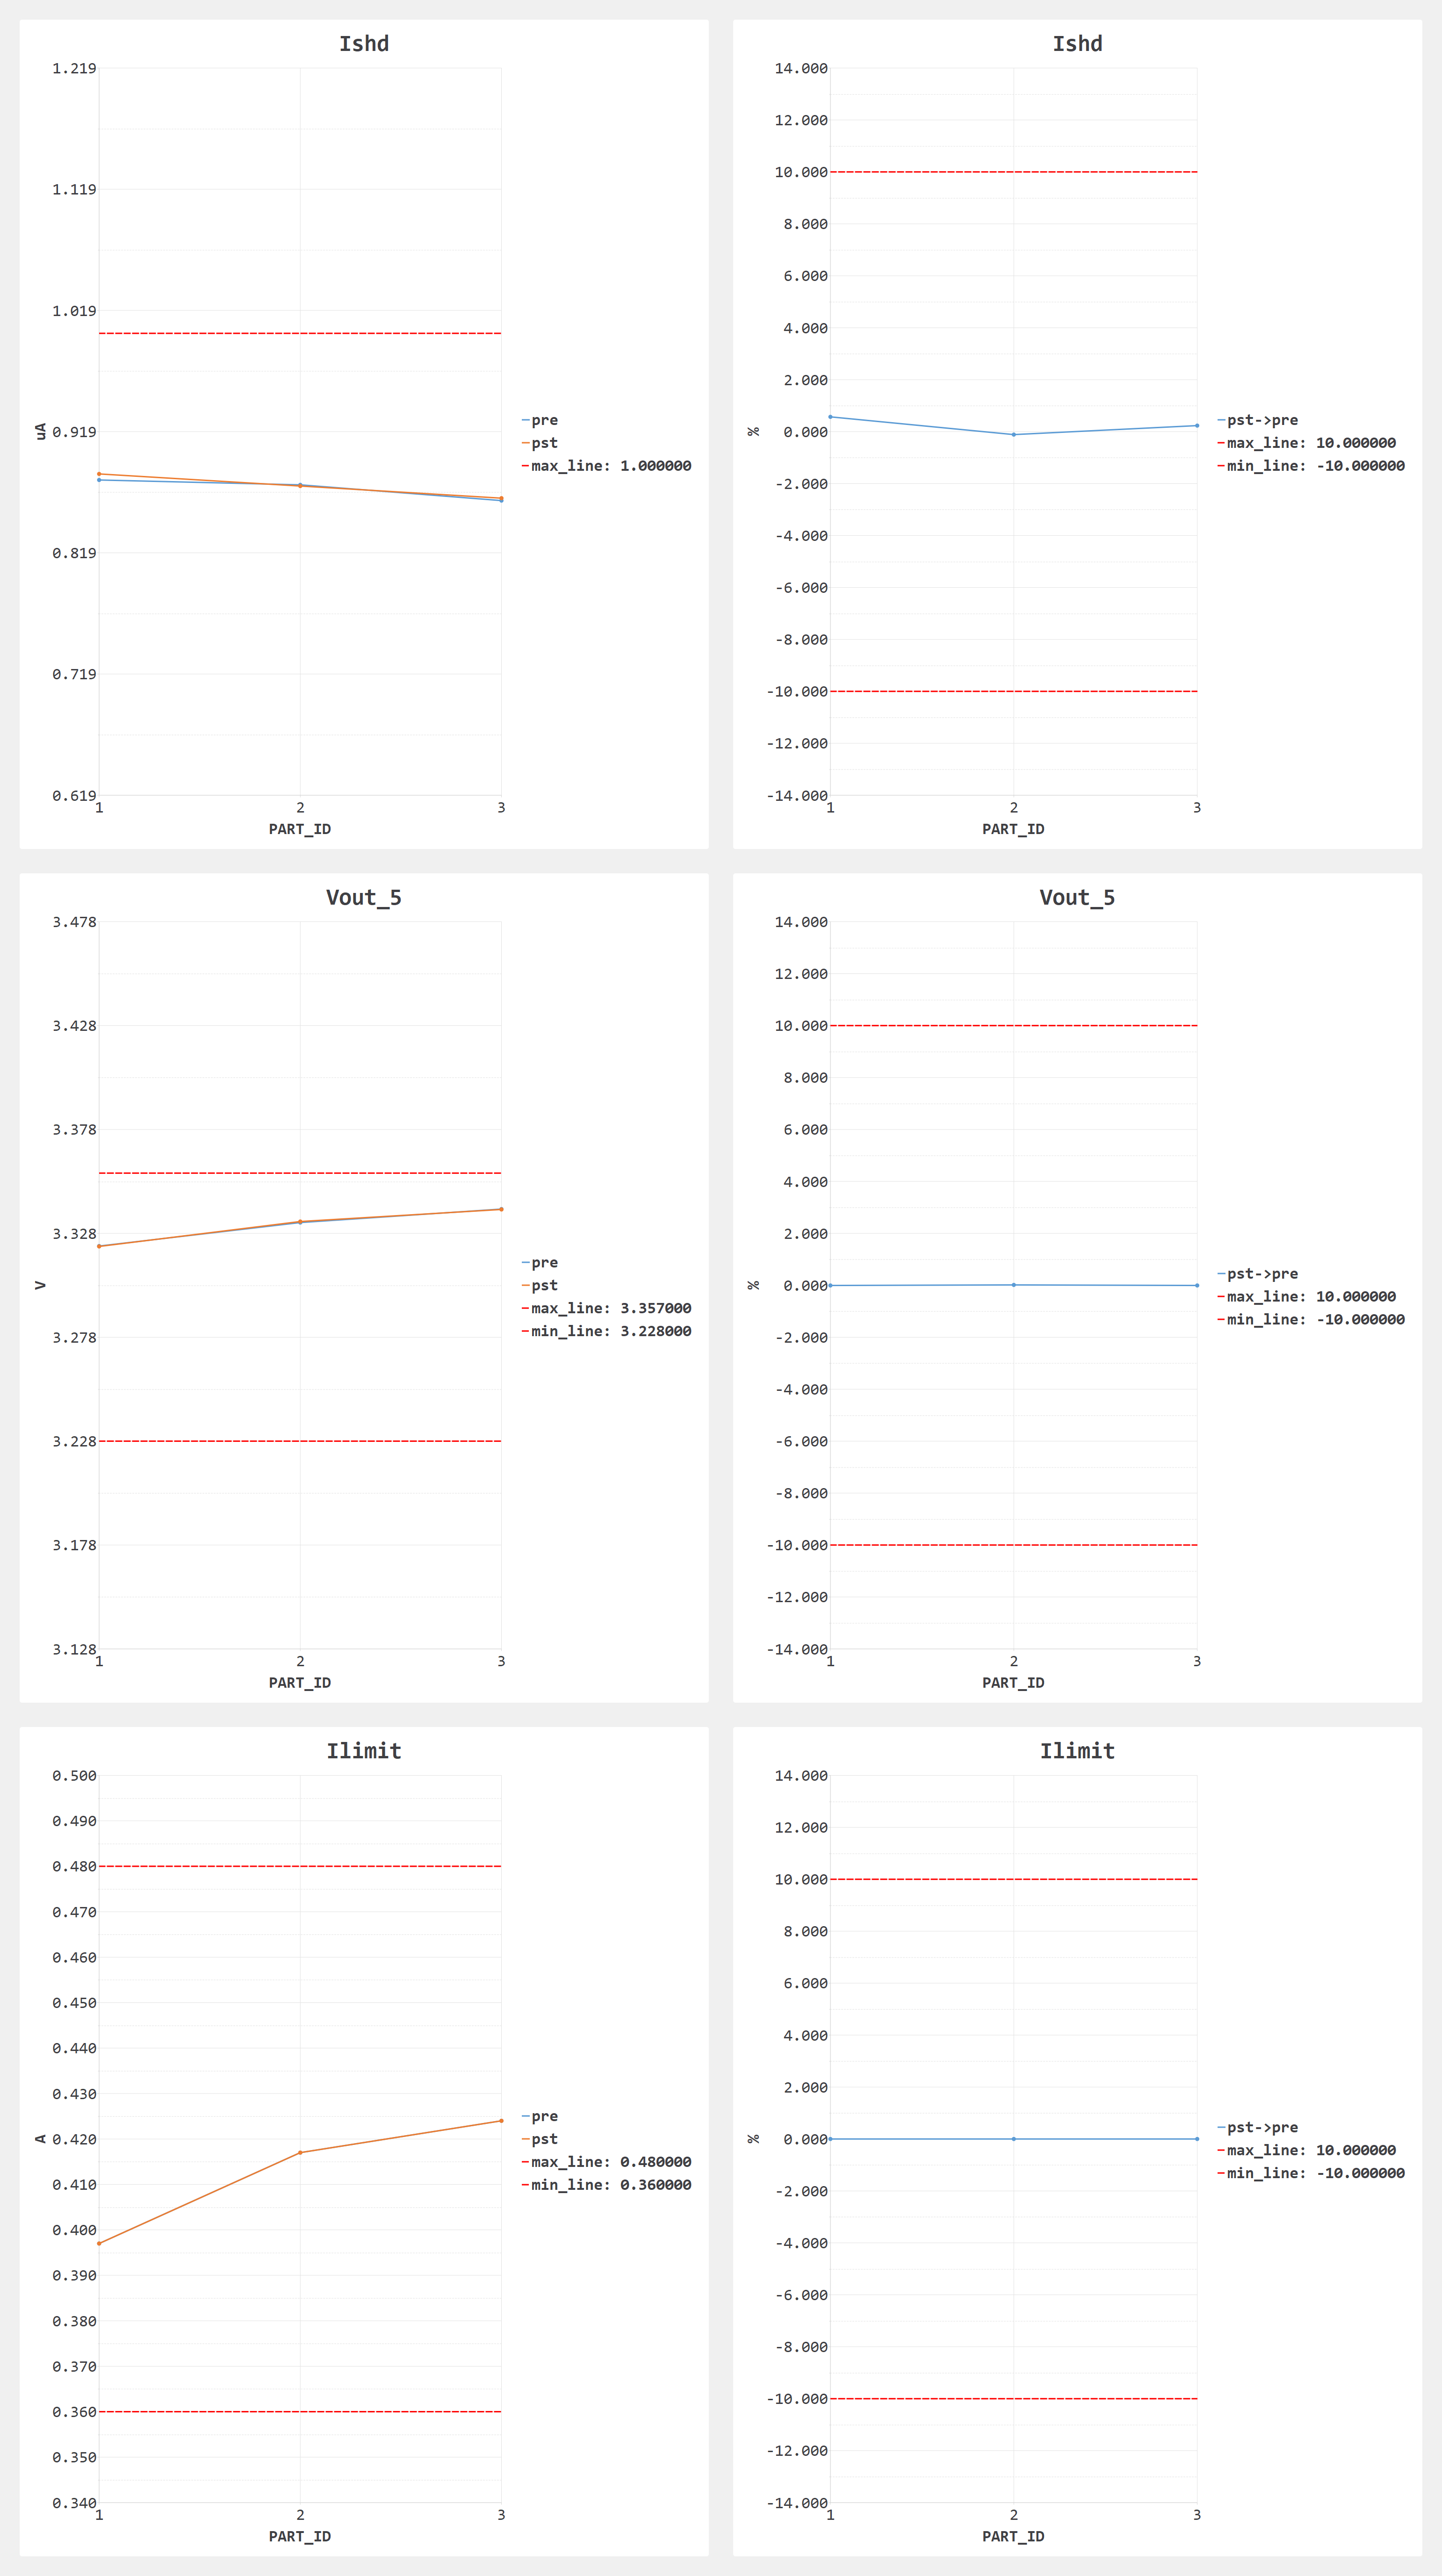 Ishd
1.219
1.119
1.019
0.919
0.819
0.719
0.619
uA
1
2
3
PART_ID
pre
pst
max_line: 1.000000
Ishd
14.000
12.000
10.000
8.000
6.000
4.000
2.000
0.000
-2.000
-4.000
-6.000
-8.000
-10.000
-12.000
-14.000
%
1
2
3
PART_ID
pst->pre
max_line: 10.000000
min_line: -10.000000
Vout_5
3.478
3.428
3.378
3.328
3.278
3.228
3.178
3.128
V
1
2
3
PART_ID
pre
pst
max_line: 3.357000
min_line: 3.228000
Vout_5
14.000
12.000
10.000
8.000
6.000
4.000
2.000
0.000
-2.000
-4.000
-6.000
-8.000
-10.000
-12.000
-14.000
%
1
2
3
PART_ID
pst->pre
max_line: 10.000000
min_line: -10.000000
Ilimit
0.500
0.490
0.480
0.470
0.460
0.450
0.440
0.430
0.420
0.410
0.400
0.390
0.380
0.370
0.360
0.350
0.340
A
1
2
3
PART_ID
pre
pst
max_line: 0.480000
min_line: 0.360000
Ilimit
14.000
12.000
10.000
8.000
6.000
4.000
2.000
0.000
-2.000
-4.000
-6.000
-8.000
-10.000
-12.000
-14.000
%
1
2
3
PART_ID
pst->pre
max_line: 10.000000
min_line: -10.000000